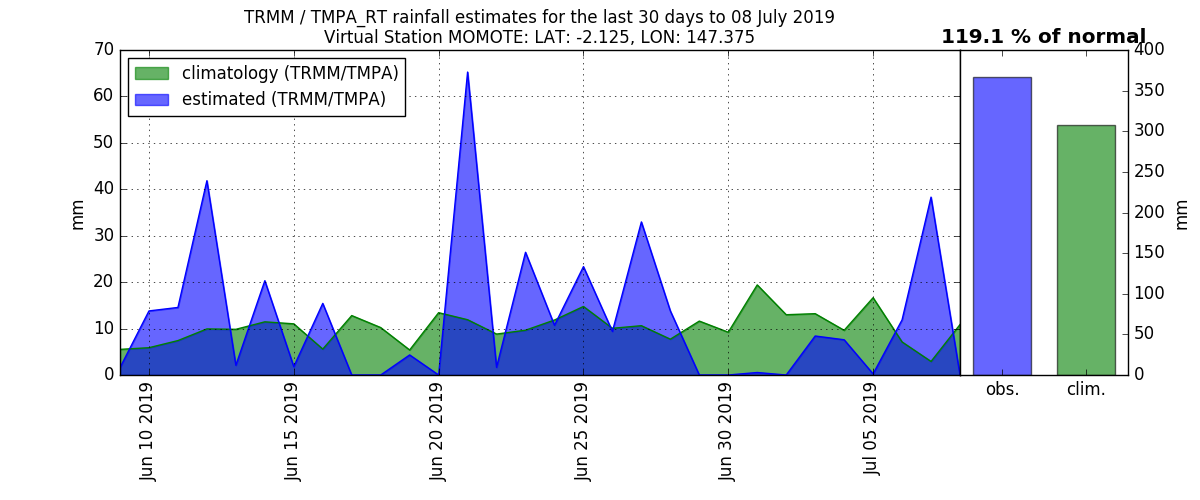 TRMM / TMPA_RT rainfall estimates for the last 30 days to 08 July 2019
Virtual Station MOMOTE: LAT: -2.125, LON: 147.375
119.1 % of normal
climatology (TRMM/TMPA)
estimated (TRMM/TMPA)
70
60
50
40
30
20
10
0
mm
Jun 10 2019
Jun 15 2019
Jun 20 2019
Jun 25 2019
Jun 30 2019
Jul 05 2019
obs.
clim.
400
350
300
250
200
150
100
50
0
mm